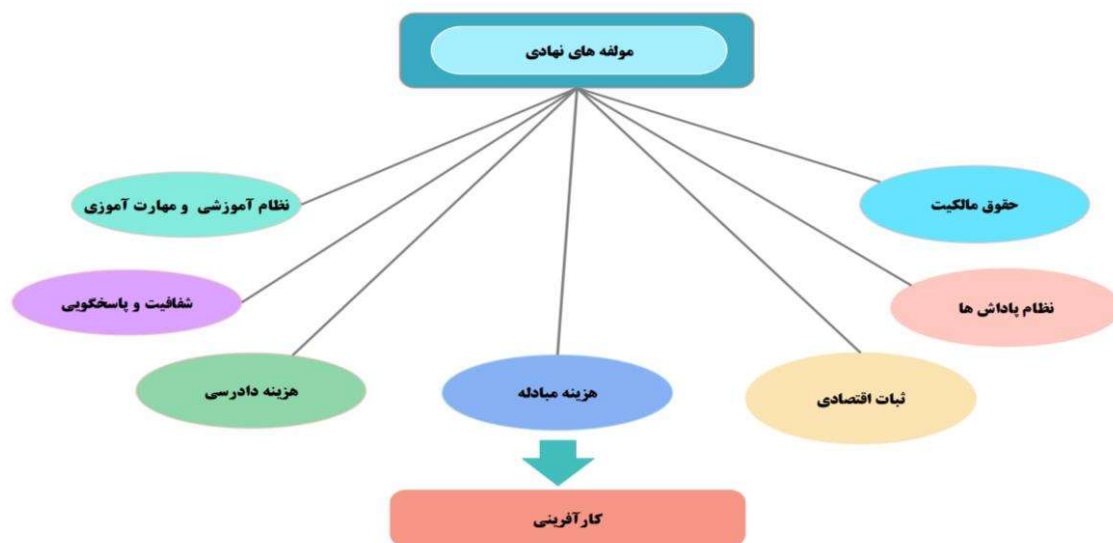 مولفه های نهادی
حقوق مالکیت
نظام آموزشی و مهارت آموزی
نظام پاداش ها
شفافیت و پاسخگویی
ثبات اقتصادی
هزینه مبادله
هزینه دادرسی
کارآفرینی